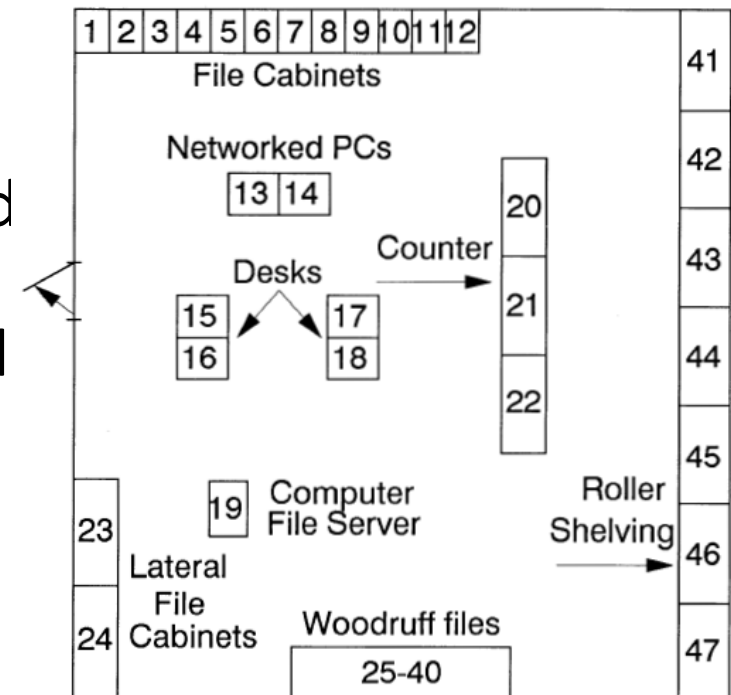 1 2 3 4 5 6 7 8 9 10 11 12
File Cabinets
41
Networked PCs
42
13 14
d
20
Counter
43
Desks
15 17
21
16 18
44
22
45
Roller
Shelving
19
Computer
File Server
23
46
Lateral
File
Cabinets
24
Woodruff files
25-40
47